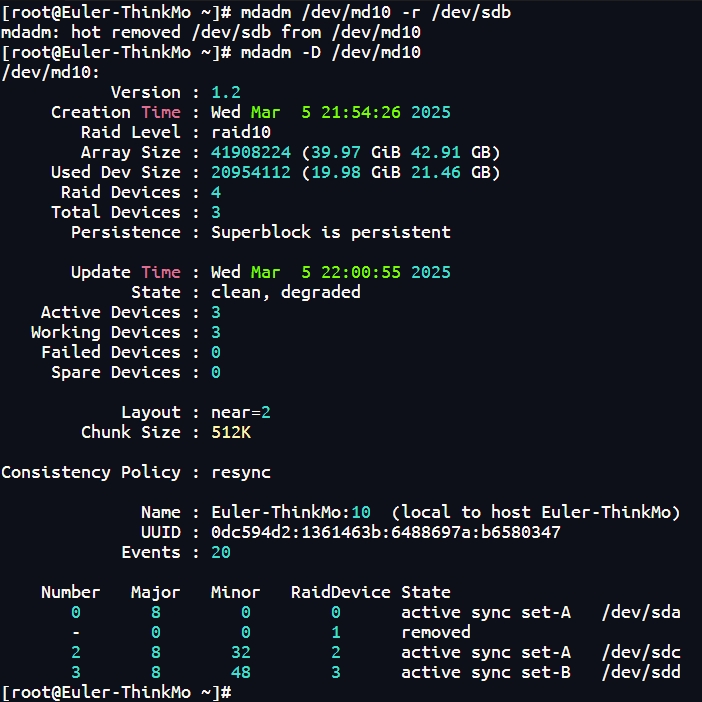 [root@Euler-ThinkMo ~]# mdadm /dev/md10 -r /dev/sdb
mdadm: hot removed /dev/sdb from /dev/md10
[root@Euler-ThinkMo ~]# mdadm -D /dev/md10
/dev/md10:
           Version : 1.2
     Creation Time : Wed Mar  5 21:54:26 2025
        Raid Level : raid10
        Array Size : 41908224 (39.97 GiB 42.91 GB)
     Used Dev Size : 20954112 (19.98 GiB 21.46 GB)
      Raid Devices : 4
     Total Devices : 3
       Persistence : Superblock is persistent

       Update Time : Wed Mar  5 22:00:55 2025
             State : clean, degraded
    Active Devices : 3
   Working Devices : 3
    Failed Devices : 0
     Spare Devices : 0

            Layout : near=2
        Chunk Size : 512K

Consistency Policy : resync

              Name : Euler-ThinkMo:10  (local to host Euler-ThinkMo)
              UUID : 0dc594d2:1361463b:6488697a:b6580347
            Events : 20

    Number   Major   Minor   RaidDevice State
       0       8        0        0      active sync set-A   /dev/sda
       -       0        0        1      removed
       2       8       32        2      active sync set-A   /dev/sdc
       3       8       48        3      active sync set-B   /dev/sdd
[root@Euler-ThinkMo ~]#